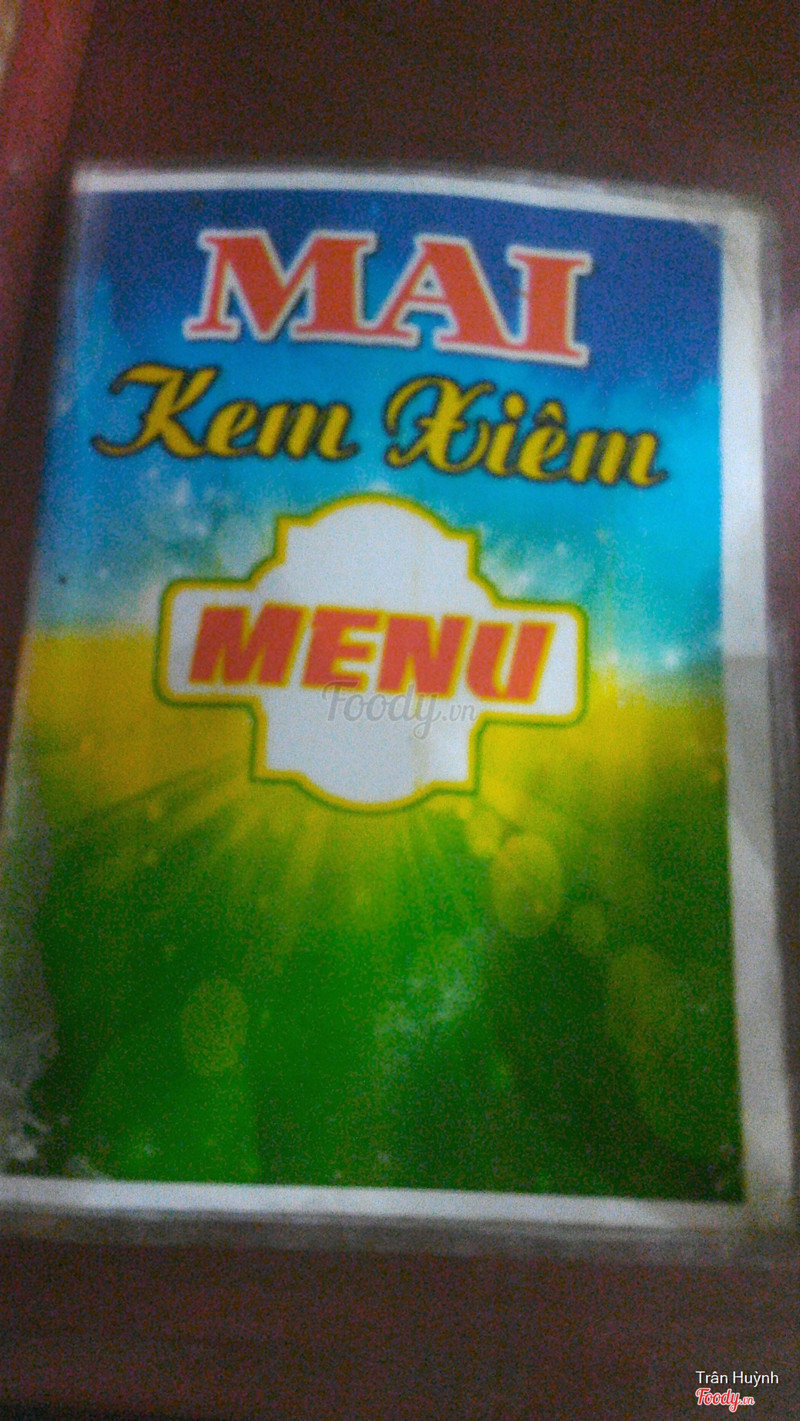 MAI
Kem Xiêm
MENU
Foody.vn
Trân Huỳnh
Foody.vn